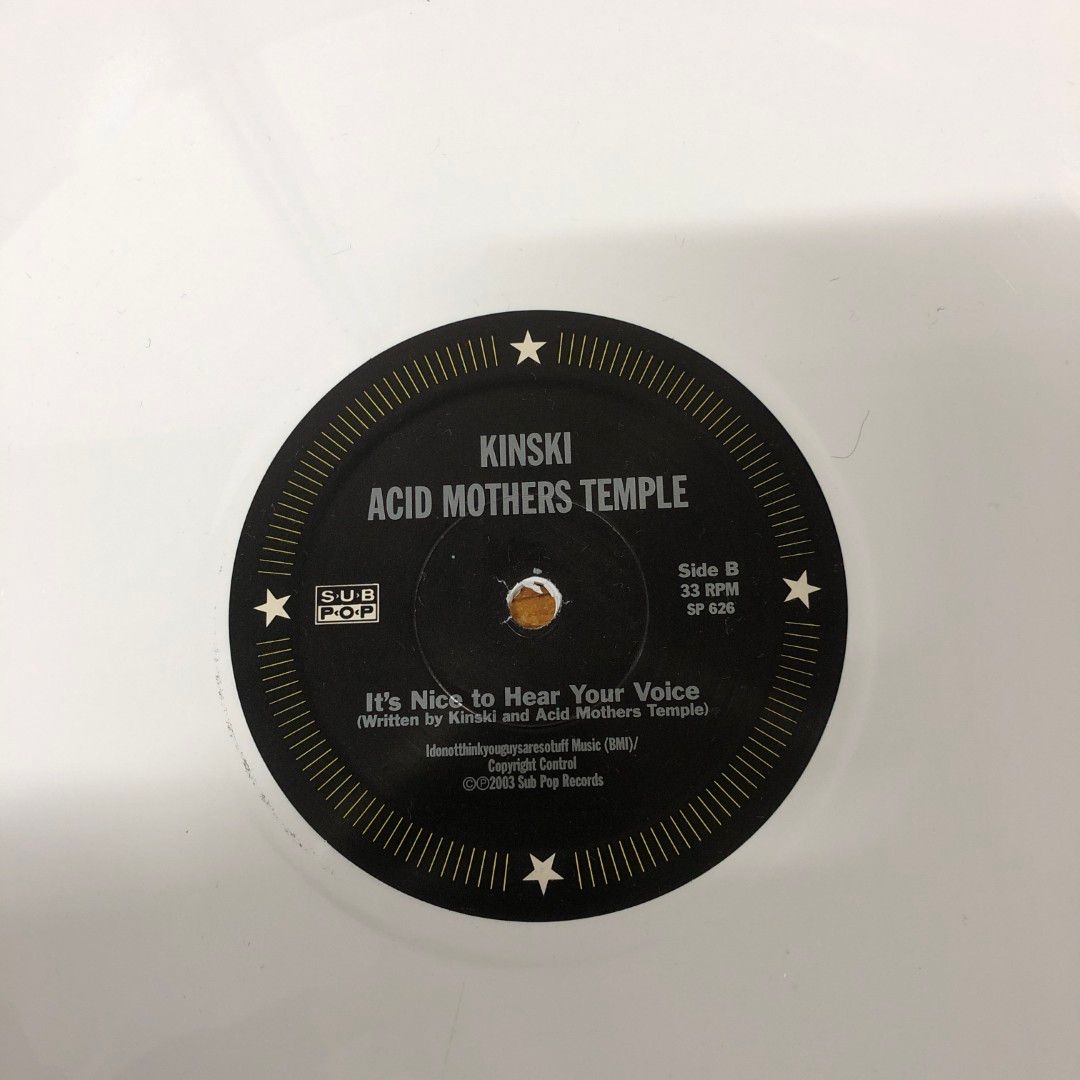 KINSKI
ACID MOTHERS TEMPLE
SUB
POP
Side B
33 RPM
SP 626
It's Nice to Hear Your Voice
(Written by Kinski and Acid Mothers Temple)
Idonotthinkyouguysaresotuff Music (BMI)/
Copyright Control
©℗2003 Sub Pop Records